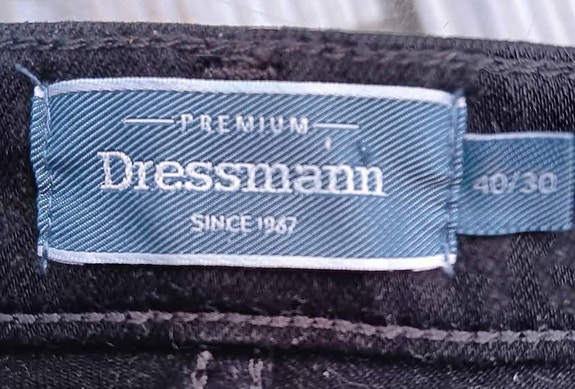 PREMIUM
Dressmann
SINCE 1967
40/30